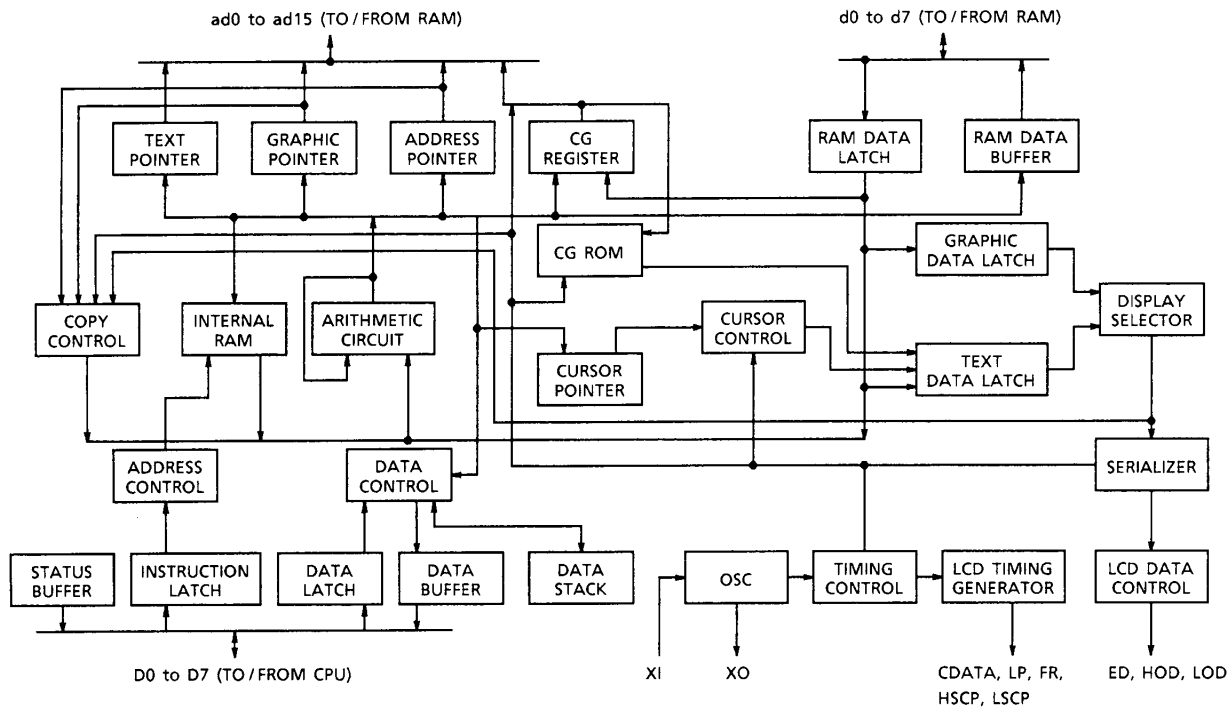 ad0 to ad15 (TO / FROM RAM)
d0 to d7 (TO / FROM RAM)
TEXT
POINTER
GRAPHIC
POINTER
ADDRESS
POINTER
CG
REGISTER
RAM DATA
LATCH
RAM DATA
BUFFER
CG ROM
GRAPHIC
DATA LATCH
COPY
CONTROL
INTERNAL
RAM
ARITHMETIC
CIRCUIT
CURSOR
POINTER
CURSOR
CONTROL
TEXT
DATA LATCH
DISPLAY
SELECTOR
ADDRESS
CONTROL
DATA
CONTROL
SERIALIZER
STATUS
BUFFER
INSTRUCTION
LATCH
DATA
LATCH
DATA
BUFFER
DATA
STACK
OSC
TIMING
CONTROL
LCD TIMING
GENERATOR
LCD DATA
CONTROL
D0 to D7 (TO / FROM CPU)
XI
XO
CDATA, LP, FR,
HSCP, LSCP
ED, HOD, LOD